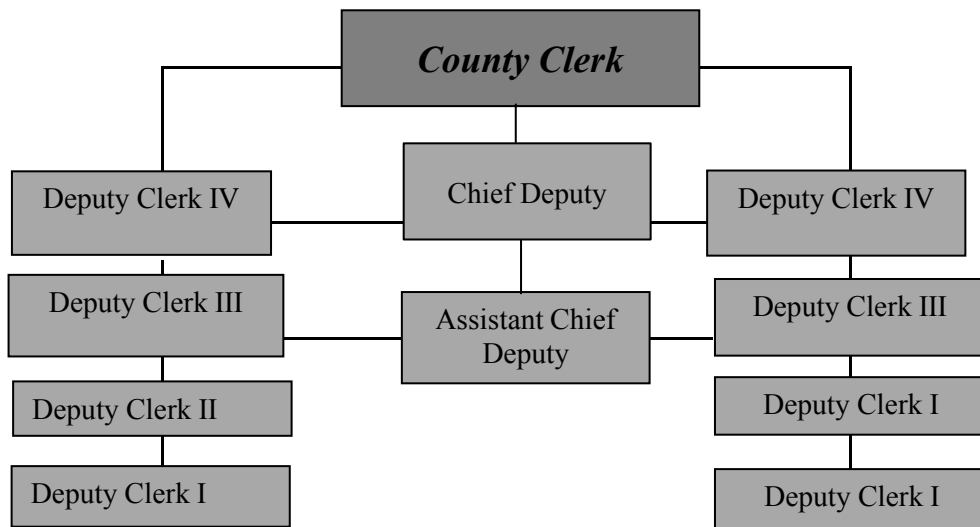 County Clerk
Deputy Clerk IV
Chief Deputy
Deputy Clerk IV
Deputy Clerk III
Assistant Chief
Deputy
Deputy Clerk III
Deputy Clerk II
Deputy Clerk I
Deputy Clerk I
Deputy Clerk I